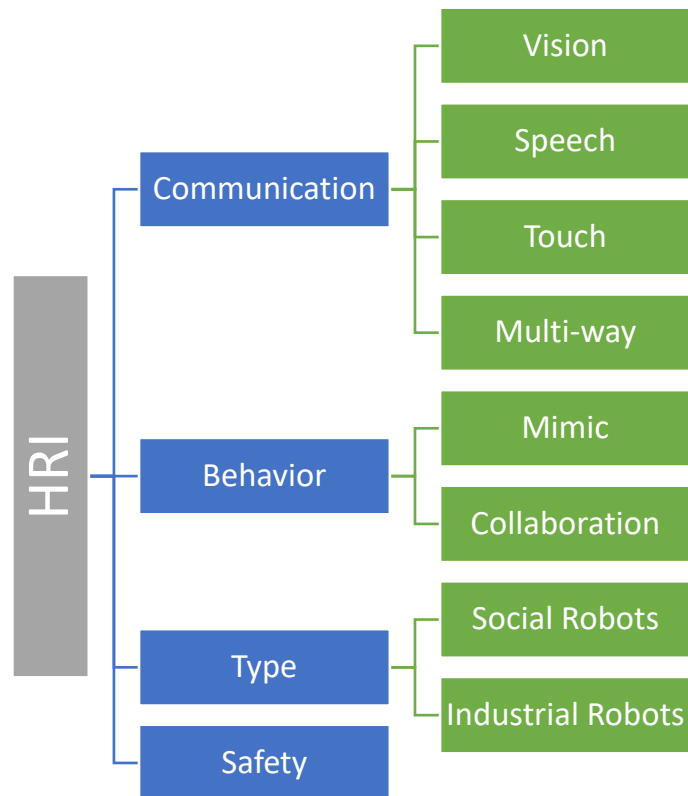 HRI
Communication
Vision
Speech
Touch
Multi-way
Behavior
Mimic
Collaboration
Type
Social Robots
Industrial Robots
Safety